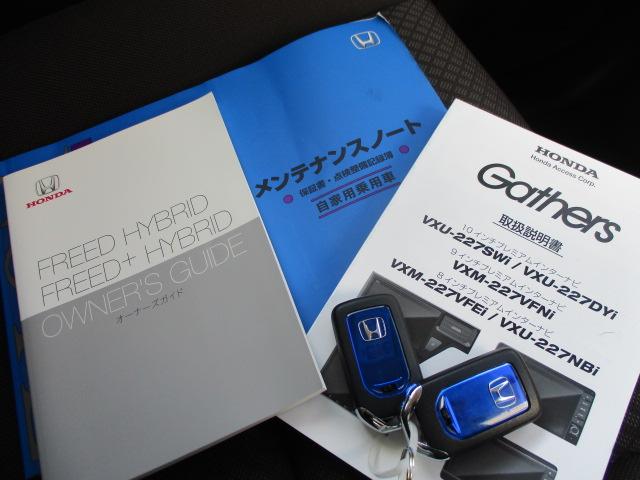 HONDA
FREED HYBRID
FREED+ HYBRID
OWNER'S GUIDE
オーナーズガイド
メンテナンスノート
保証書・点検整備記録簿
自家用乗用車
HONDA
Honda Access Corp.
Gathers
取扱説明書
10インチプレミアムインターナビ
VXU-227SWi / VXU-227DYi
9インチプレミアムインターナビ
VXM-227VFNi
8インチプレミアムインターナビ
VXM-227VFEi / VXU-227NBi